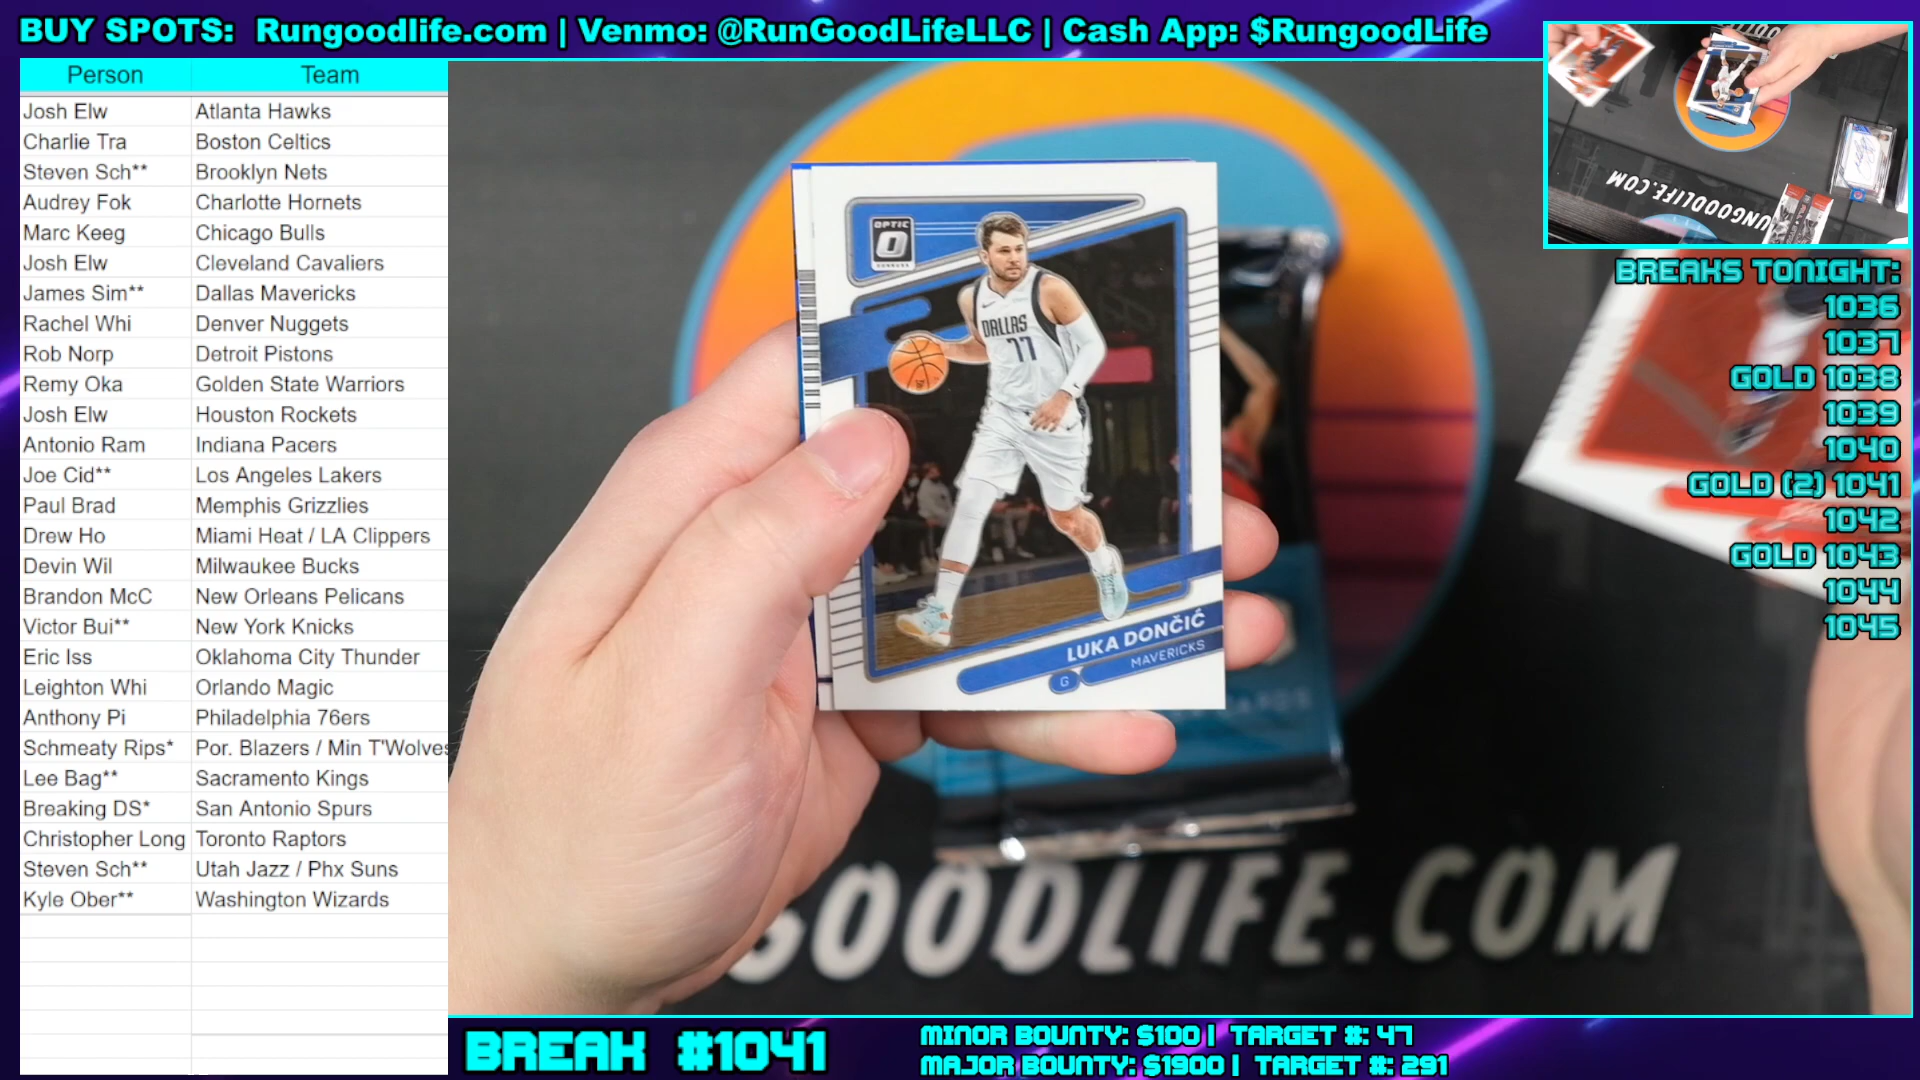 BUY SPOTS: Rungoodlife.com | Venmo: @RunGoodLifeLLC | Cash App: $RungoodLife
Person Team
Josh Elw Atlanta Hawks
Charlie Tra Boston Celtics
Steven Sch** Brooklyn Nets
Audrey Fok Charlotte Hornets
Marc Keeg Chicago Bulls
Josh Elw Cleveland Cavaliers
James Sim** Dallas Mavericks
Rachel Whi Denver Nuggets
Rob Norp Detroit Pistons
Remy Oka Golden State Warriors
Josh Elw Houston Rockets
Antonio Ram Indiana Pacers
Joe Cid** Los Angeles Lakers
Paul Brad Memphis Grizzlies
Drew Ho Miami Heat / LA Clippers
Devin Wil Milwaukee Bucks
Brandon McC New Orleans Pelicans
Victor Bui** New York Knicks
Eric Iss Oklahoma City Thunder
Leighton Whi Orlando Magic
Anthony Pi Philadelphia 76ers
Schmeaty Rips* Por. Blazers / Min T'Wolves
Lee Bag** Sacramento Kings
Breaking DS* San Antonio Spurs
Christopher Long Toronto Raptors
Steven Sch** Utah Jazz / Phx Suns
Kyle Ober** Washington Wizards
OPTIC
DONRUSS
DALLAS
77
LUKA DONČIĆ
MAVERICKS
G
CARDS
GOODLIFE.COM
RUNGOODLIFE.COM
BREAKS TONIGHT:
1036
1037
GOLD 1038
1039
1040
GOLD (2) 1041
1042
GOLD 1043
1044
1045
BREAK #1041
MINOR BOUNTY: $100 | TARGET #: 47
MAJOR BOUNTY: $1900 | TARGET #: 291